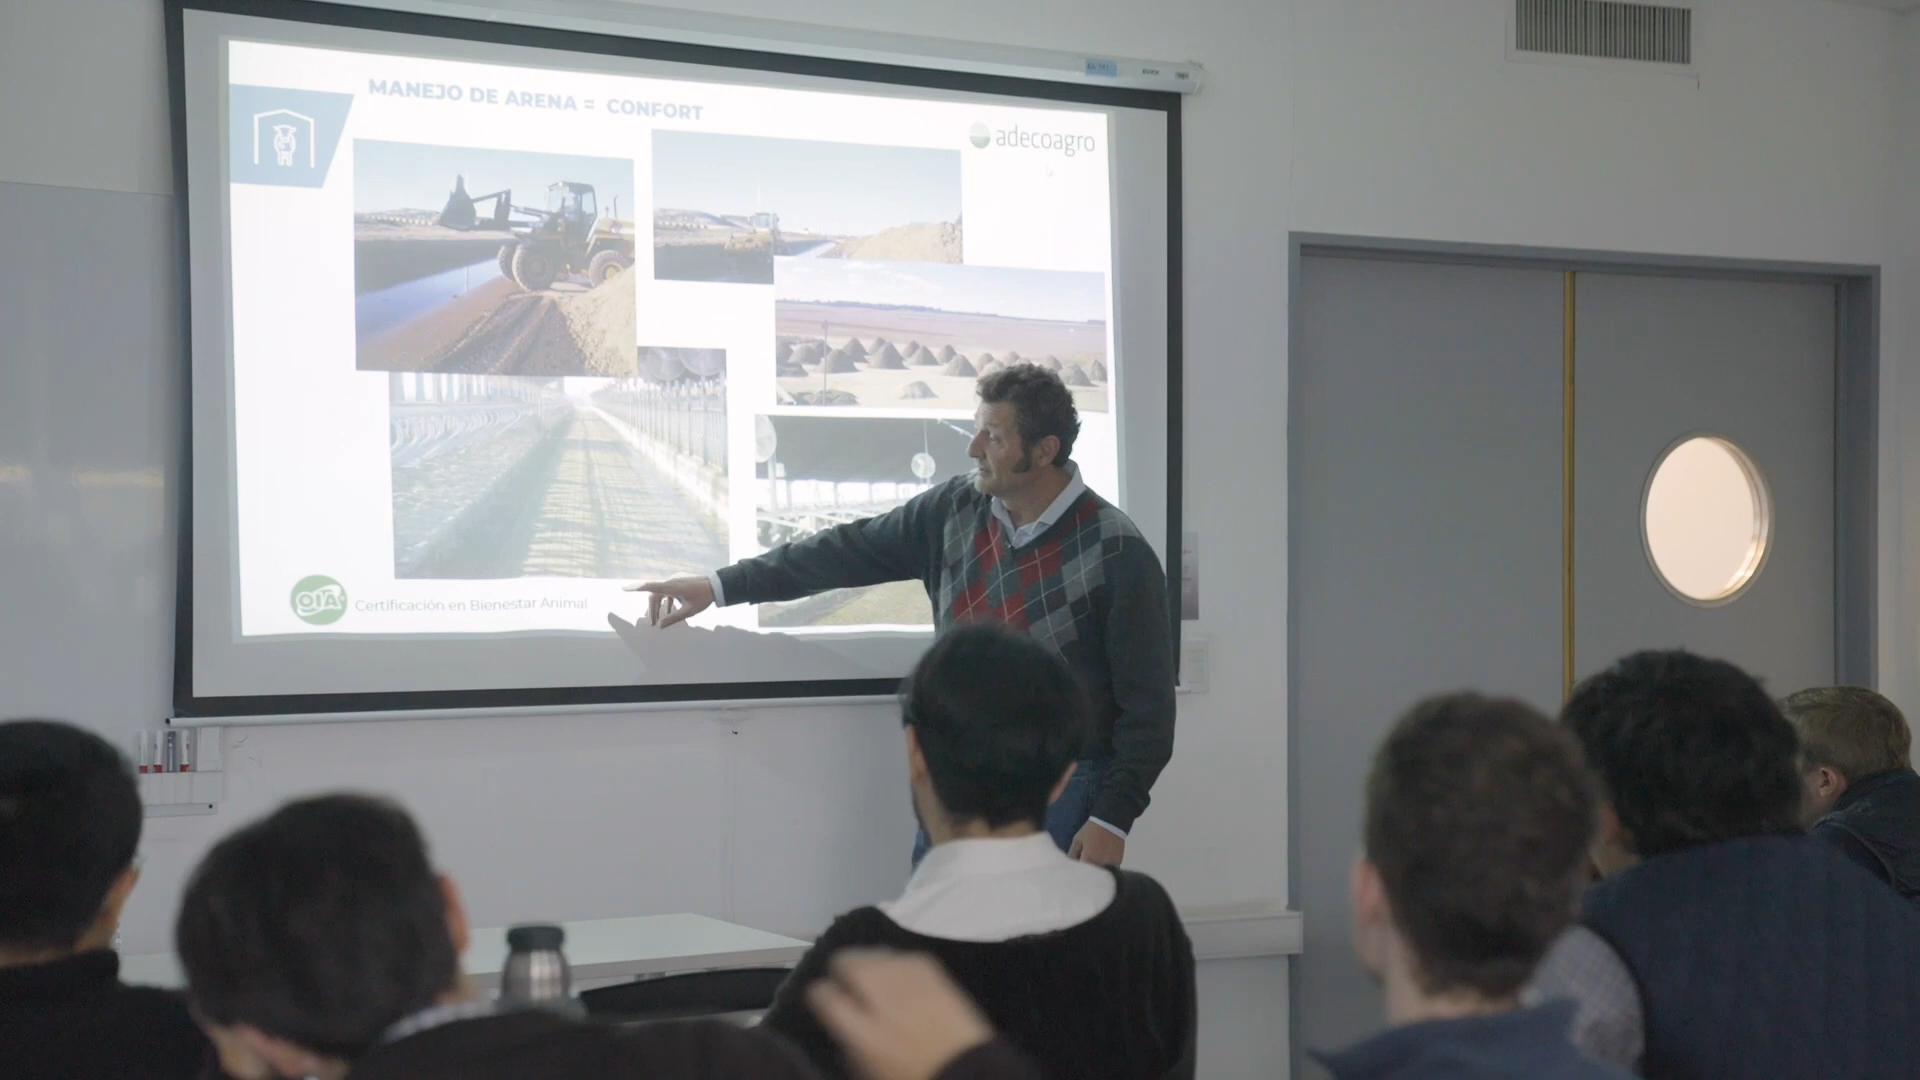 MANEJO DE ARENA = CONFORT
adecoagro
OIA
Certificación en Bienestar Animal